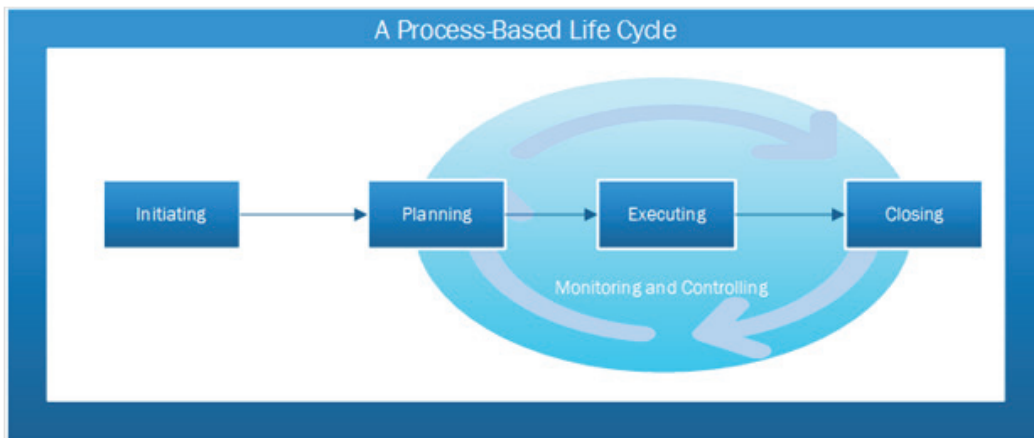 A Process-Based Life Cycle
Initiating
Planning
Executing
Closing
Monitoring and Controlling